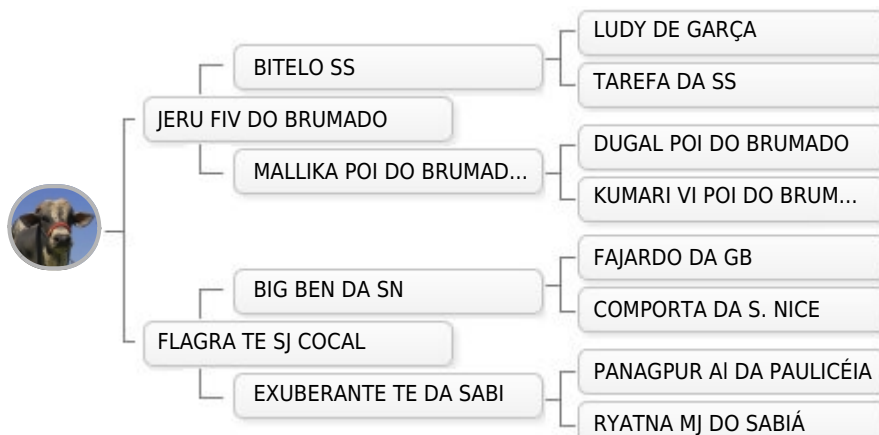 LUDY DE GARÇA
BITELO SS
TAREFA DA SS
JERU FIV DO BRUMADO
DUGAL POI DO BRUMADO
MALLIKA POI DO BRUMAD...
KUMARI VI POI DO BRUM...
FAJARDO DA GB
BIG BEN DA SN
COMPORTA DA S. NICE
FLAGRA TE SJ COCAL
PANAGPUR AI DA PAULICÉIA
EXUBERANTE TE DA SABI
RYATNA MJ DO SABIÁ